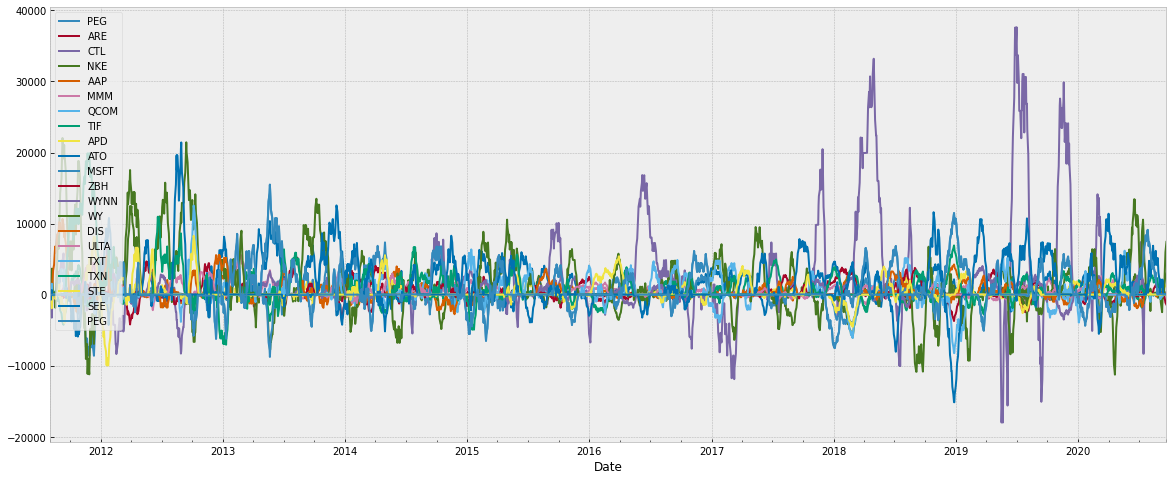 40000
30000
20000
10000
0
−10000
−20000
PEG
ARE
CTL
NKE
AAP
MMM
QCOM
TIF
APD
ATO
MSFT
ZBH
WYNN
WY
DIS
ULTA
TXT
TXN
STE
SEE
PEG
2012 2013 2014 2015 2016 2017 2018 2019 2020
Date